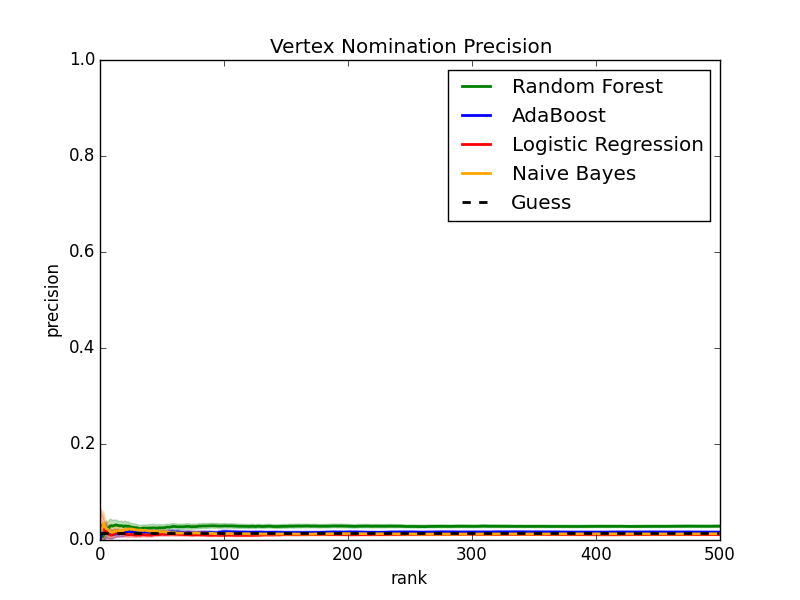 Vertex Nomination Precision
1.0
0.8
0.6
0.4
0.2
0.0
precision
Random Forest
AdaBoost
Logistic Regression
Naive Bayes
Guess
0 100 200 300 400 500
rank